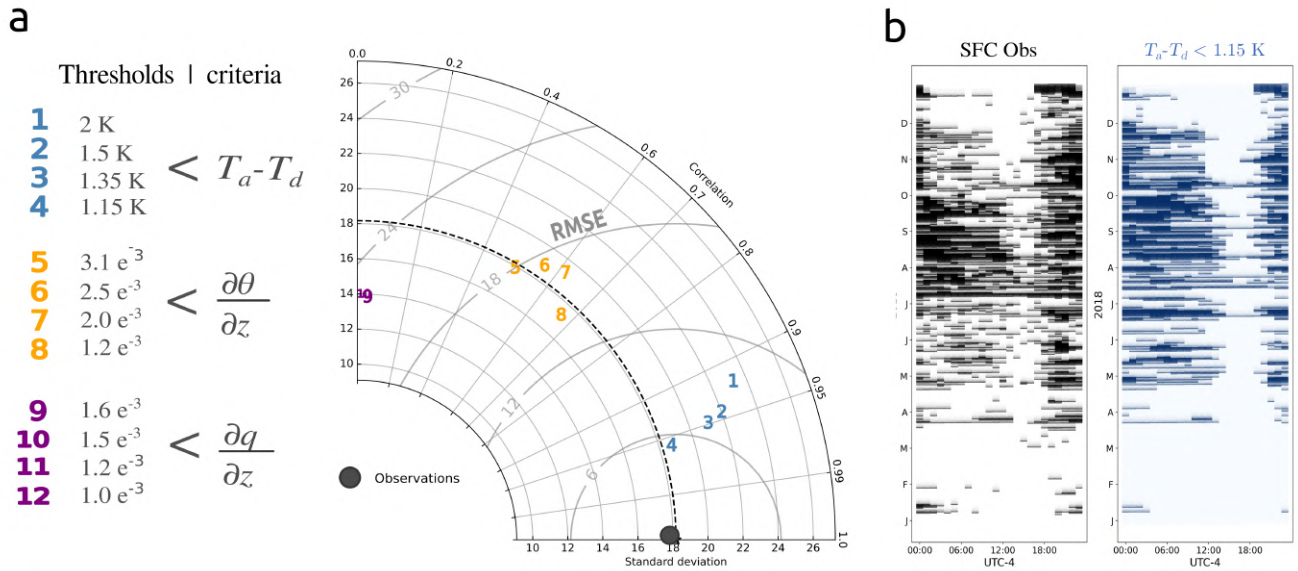 a
Thresholds | criteria
1 2 K
2 1.5 K
3 1.35 K
4 1.15 K
< Ta-Td
5 3.1 e-3
6 2.5 e-3
7 2.0 e-3
8 1.2 e-3
< ∂θ
∂z
9 1.6 e-3
10 1.5 e-3
11 1.2 e-3
12 1.0 e-3
< ∂q
∂z
0.0
0.2
0.4
0.6
0.7
0.8
0.9
0.95
0.99
1.0
Correlation
26
24
22
20
18
16
14
12
10
30
24
18
12
6
RMSE
5
6
7
8
9
1
2
3
4
Observations
10 12 14 16 18 20 22 24 26
Standard deviation
b
SFC Obs
D
N
O
S
A
J
J
M
A
M
F
J
00:00 06:00 12:00 18:00
UTC-4
Ta-Td < 1.15 K
2018
D
N
O
S
A
J
J
M
A
M
F
J
00:00 06:00 12:00 18:00
UTC-4